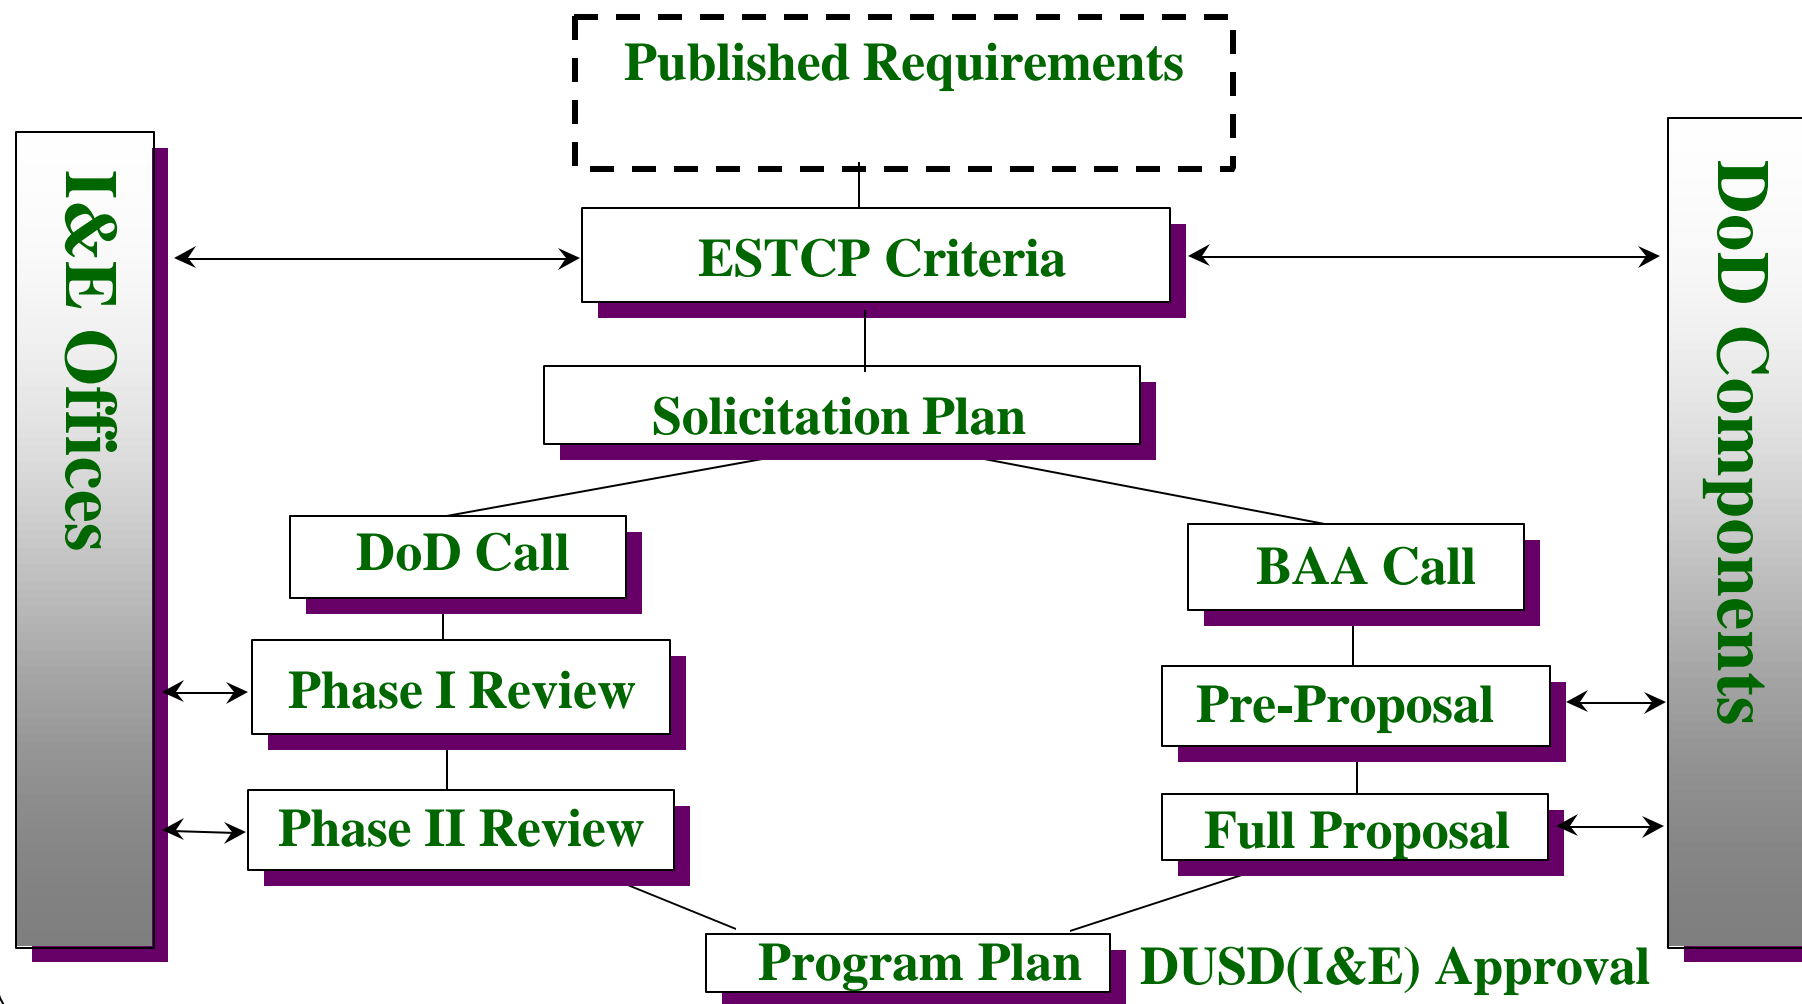 Published Requirements
I&E Offices
DoD Components
ESTCP Criteria
Solicitation Plan
DoD Call
BAA Call
Phase I Review
Pre-Proposal
Phase II Review
Full Proposal
Program Plan
DUSD(I&E) Approval